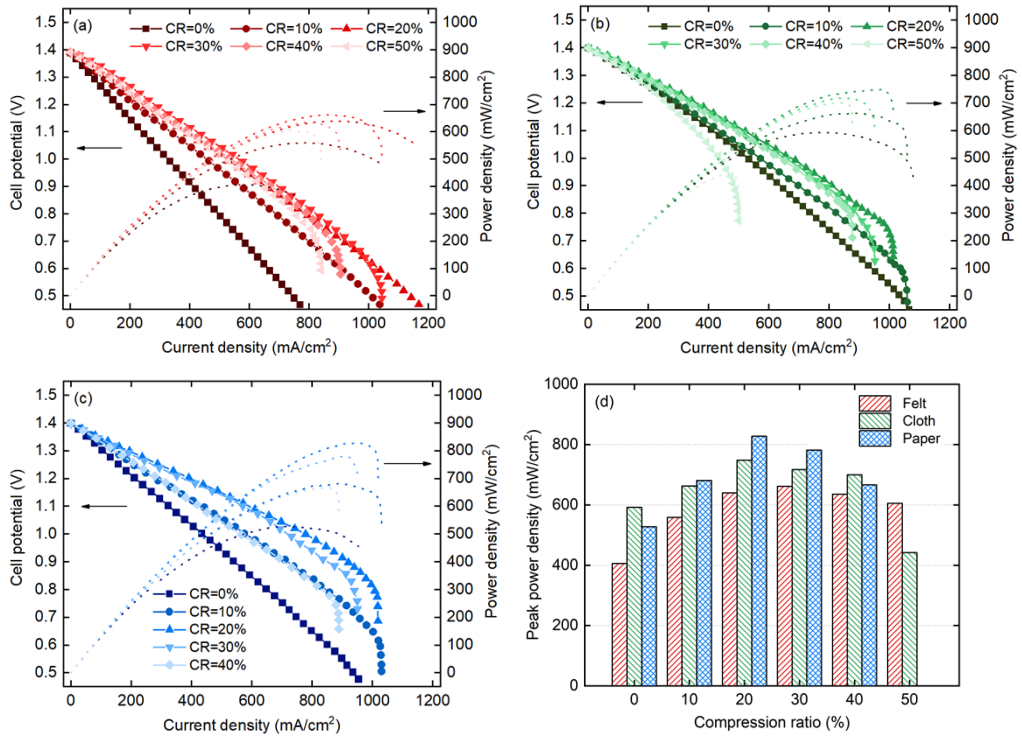 (a)
CR=0% CR=10% CR=20%
CR=30% CR=40% CR=50%
1.5
1.4
1.3
1.2
1.1
1.0
0.9
0.8
0.7
0.6
0.5
Cell potential (V)
1000
900
800
700
600
500
400
300
200
100
0
Power density (mW/cm²)
0 200 400 600 800 1000 1200
Current density (mA/cm²)
(b)
CR=0% CR=10% CR=20%
CR=30% CR=40% CR=50%
1.5
1.4
1.3
1.2
1.1
1.0
0.9
0.8
0.7
0.6
0.5
Cell potential (V)
1000
900
800
700
600
500
400
300
200
100
0
Power density (mW/cm²)
0 200 400 600 800 1000 1200
Current density (mA/cm²)
(c)
1.5
1.4
1.3
1.2
1.1
1.0
0.9
0.8
0.7
0.6
0.5
Cell potential (V)
CR=0%
CR=10%
CR=20%
CR=30%
CR=40%
1000
900
800
700
600
500
400
300
200
100
0
Power density (mW/cm²)
0 200 400 600 800 1000 1200
Current density (mA/cm²)
(d)
Felt
Cloth
Paper
1000
800
600
400
200
0
Peak power density (mW/cm²)
0 10 20 30 40 50
Compression ratio (%)